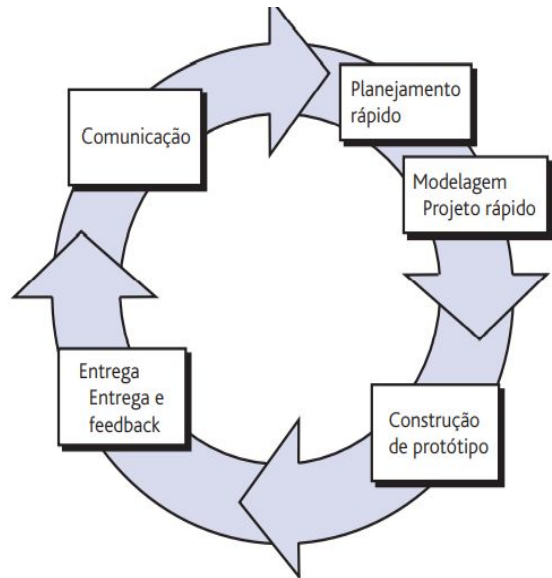 Comunicação
Planejamento
rápido
Modelagem
Projeto rápido
Construção
de protótipo
Entrega
Entrega e
feedback